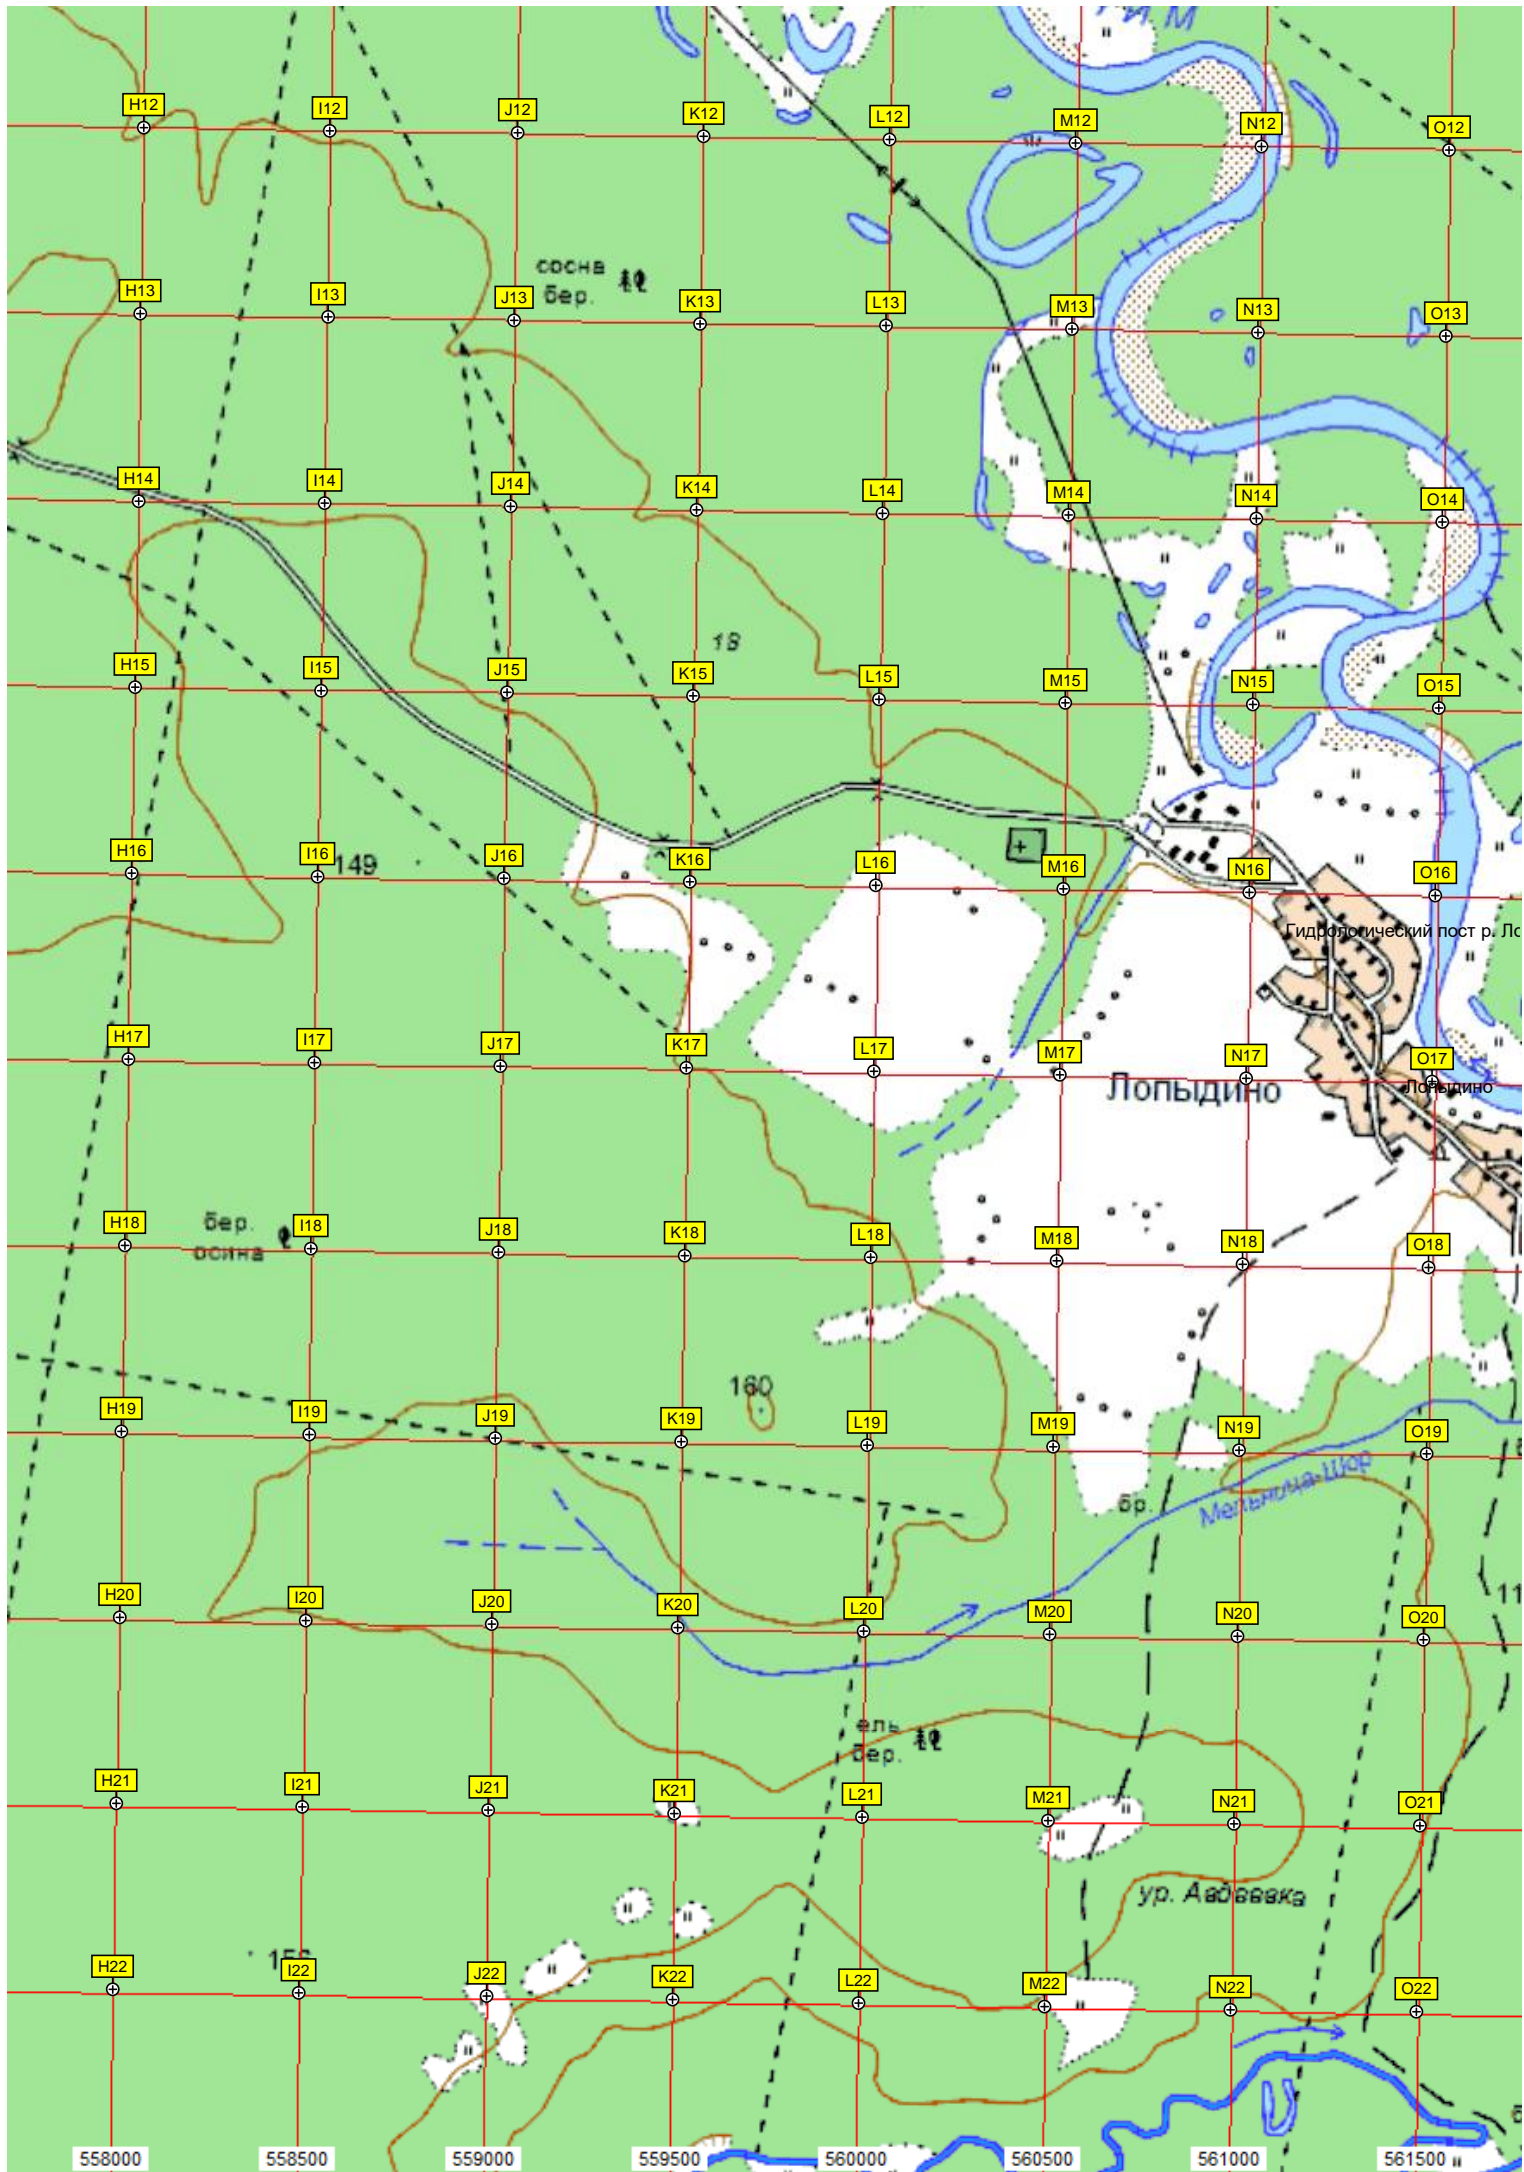 ИМ
H12 I12 J12 K12 L12 M12 N12 O12
сосна
бер.
H13 I13 J13 K13 L13 M13 N13 O13
H14 I14 J14 K14 L14 M14 N14 O14
18
H15 I15 J15 K15 L15 M15 N15 O15
H16 I16 J16 K16 L16 M16 N16 O16
149
Гидрологический пост р. Ло
H17 I17 J17 K17 L17 M17 N17 O17
Лопыдино
Лопыдино
бер.
осина
H18 I18 J18 K18 L18 M18 N18 O18
160
H19 I19 J19 K19 L19 M19 N19 O19
Мельница-Шор
бр.
H20 I20 J20 K20 L20 M20 N20 O20
11
ель
бер.
H21 I21 J21 K21 L21 M21 N21 O21
ур. Авдеевка
H22 I22 J22 K22 L22 M22 N22 O22
558000 558500 559000 559500 560000 560500 561000 561500